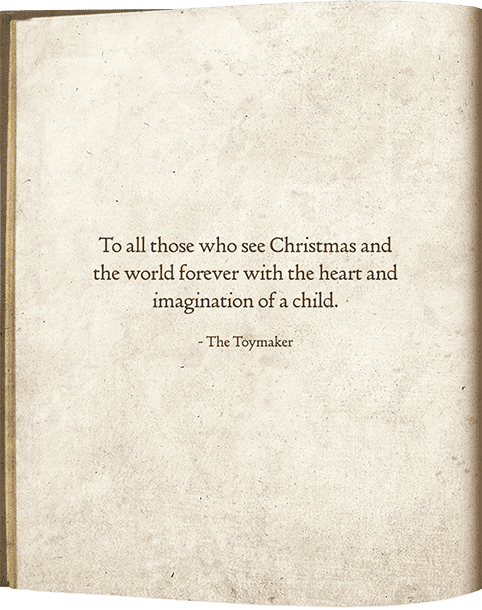 To all those who see Christmas and
the world forever with the heart and
imagination of a child.
- The Toymaker